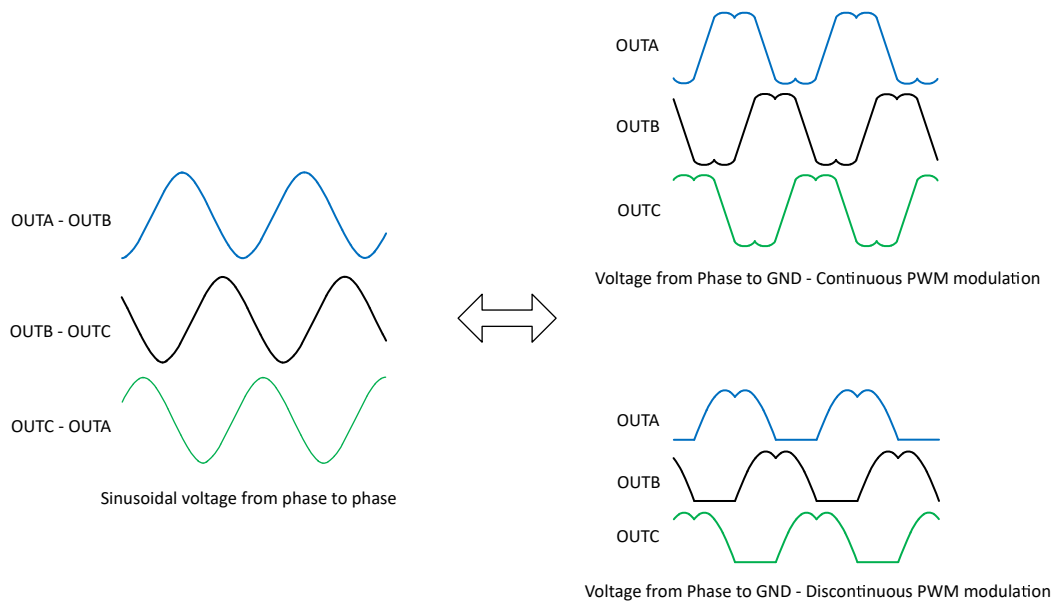 OUTA - OUTB
OUTB - OUTC
OUTC - OUTA
Sinusoidal voltage from phase to phase
OUTA
OUTB
OUTC
Voltage from Phase to GND - Continuous PWM modulation
OUTA
OUTB
OUTC
Voltage from Phase to GND - Discontinuous PWM modulation